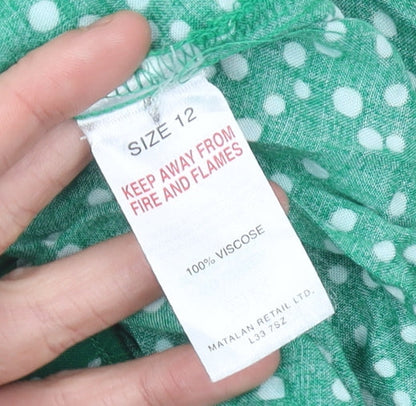 SIZE 12
KEEP AWAY FROM
FIRE AND FLAMES
100% VISCOSE
MATALAN RETAIL LTD.
L33 7SZ